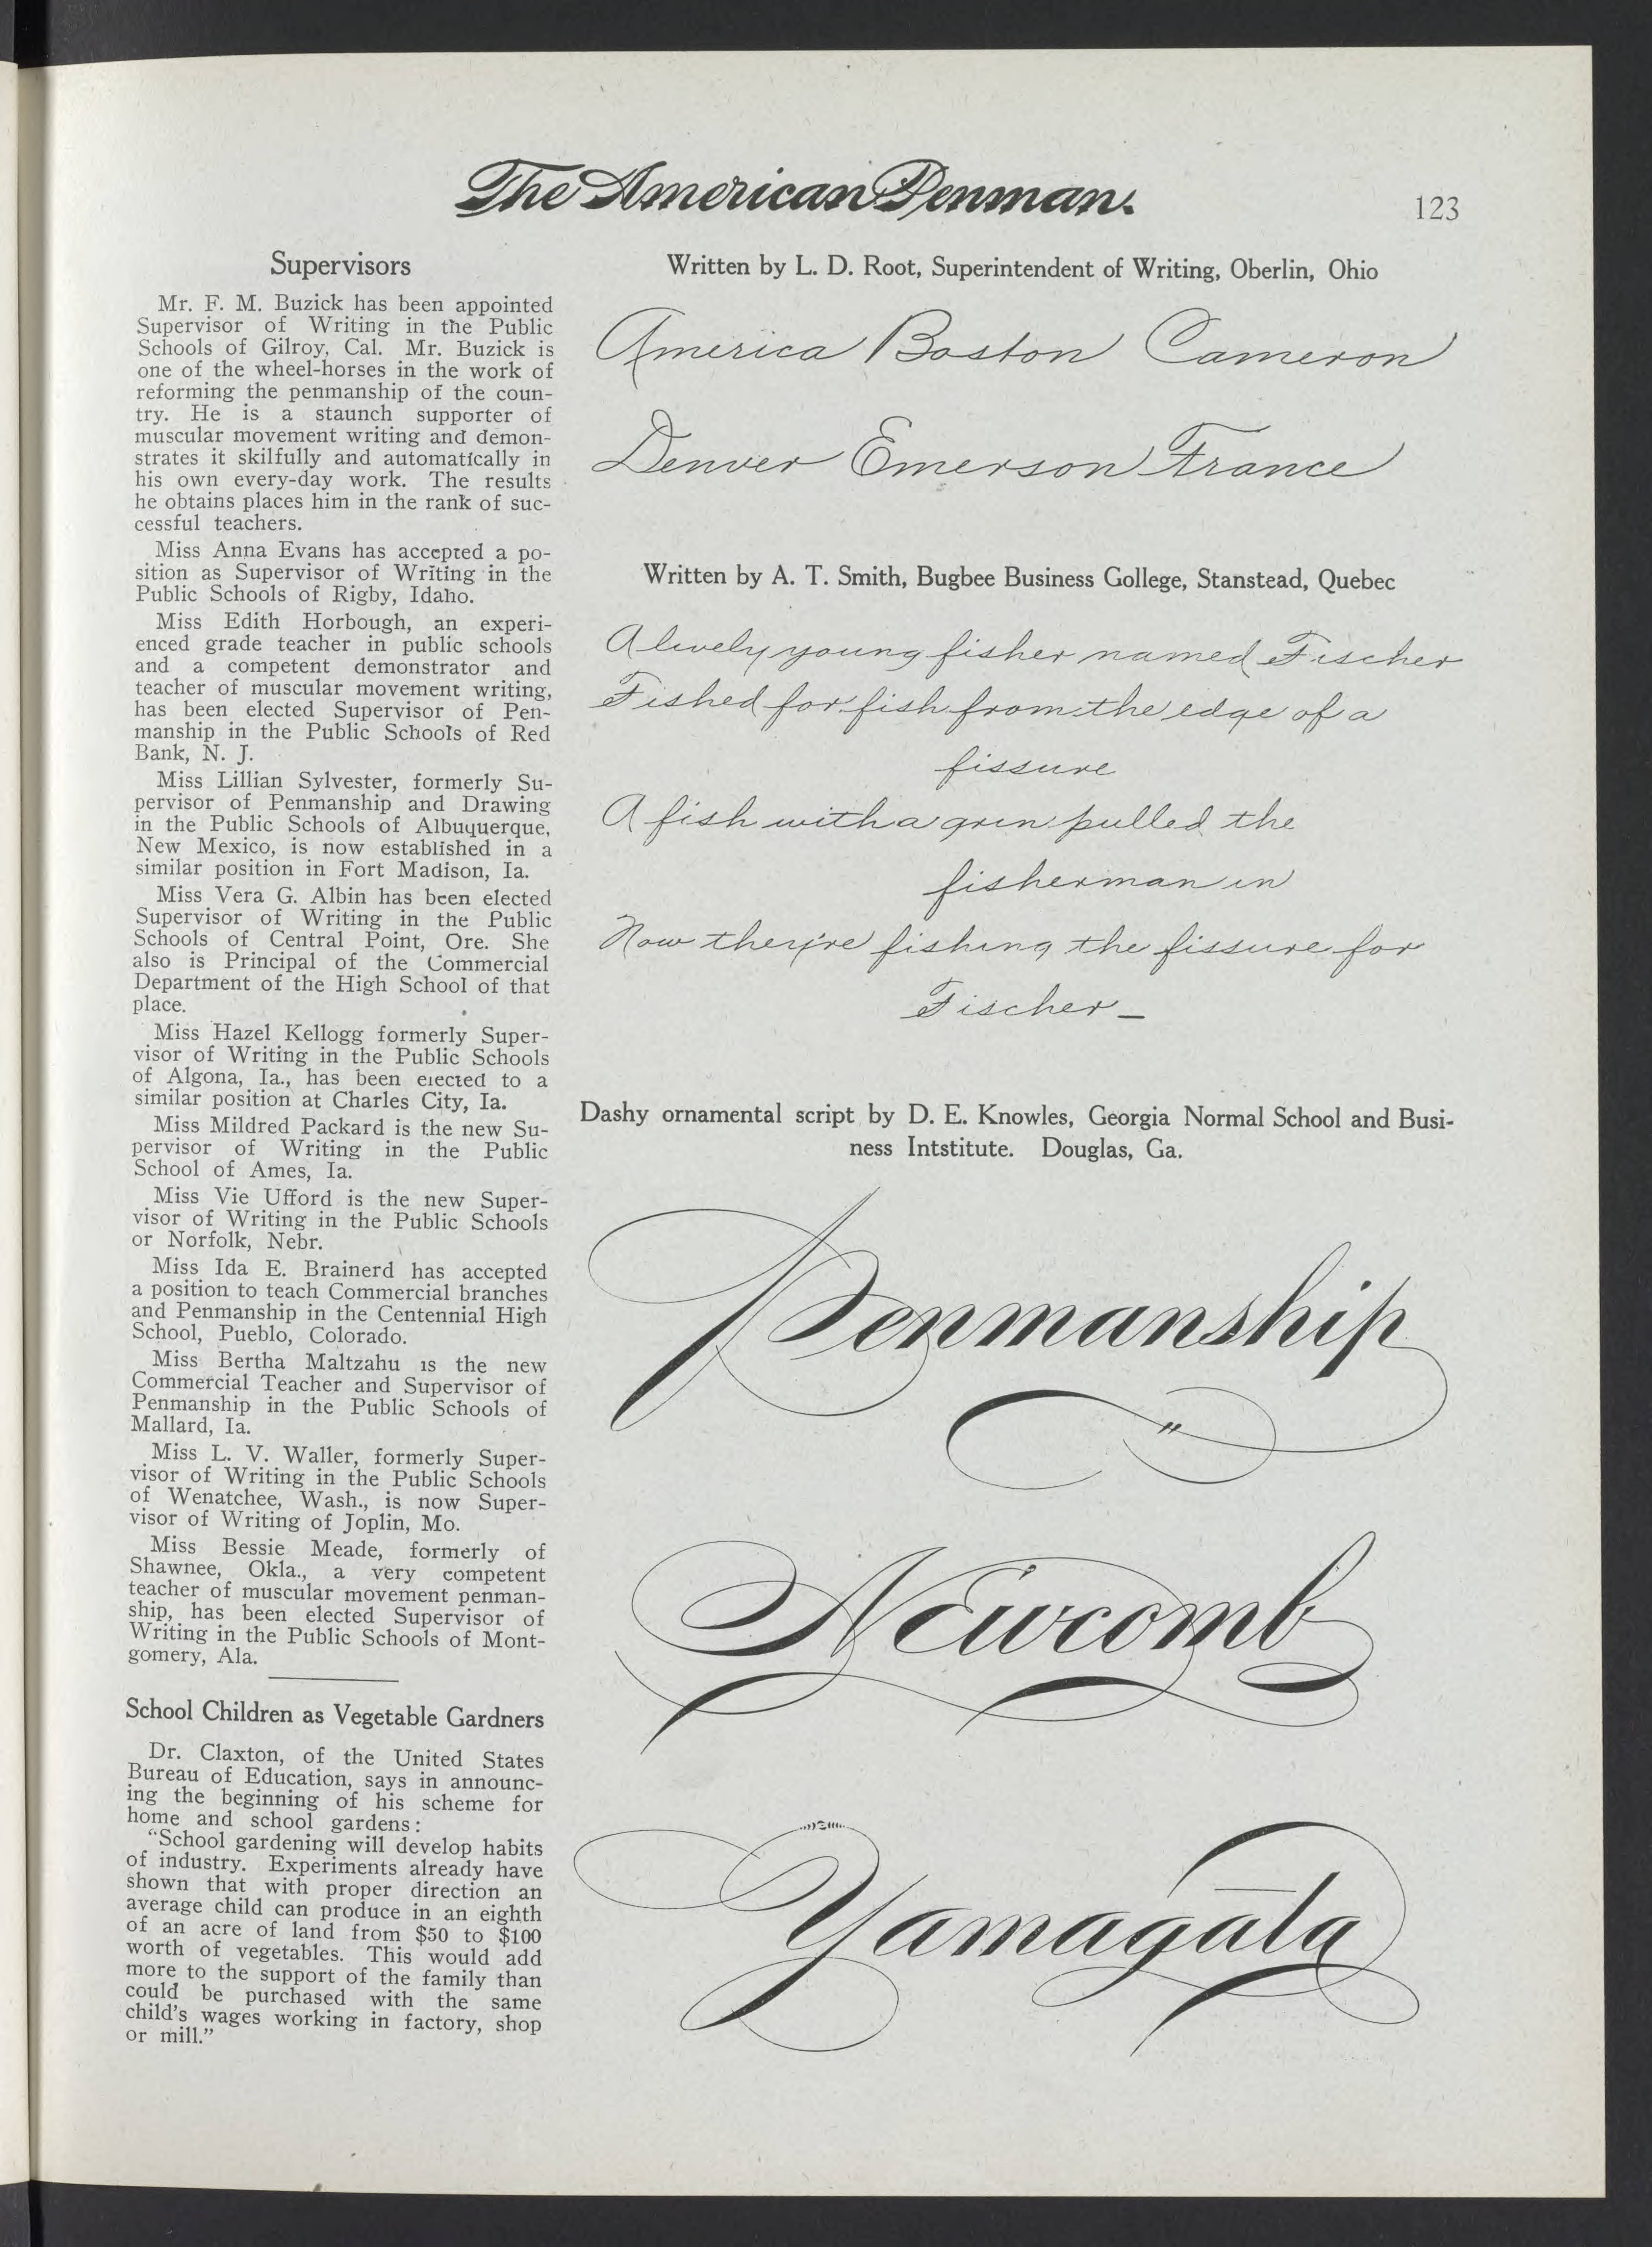 The American Penman.
123
Supervisors
Mr. F. M. Buzick has been appointed
Supervisor of Writing in the Public
Schools of Gilroy, Cal. Mr. Buzick is
one of the wheel-horses in the work of
reforming the penmanship of the coun-
try. He is a staunch supporter of
muscular movement writing and demon-
strates it skilfully and automatically in
his own every-day work. The results
he obtains places him in the rank of suc-
cessful teachers.
Miss Anna Evans has accepted a po-
sition as Supervisor of Writing in the
Public Schools of Rigby, Idaho.
Miss Edith Horbough, an experi-
enced grade teacher in public schools
and a competent demonstrator and
teacher of muscular movement writing,
has been elected Supervisor of Pen-
manship in the Public Schools of Red
Bank, N. J.
Miss Lillian Sylvester, formerly Su-
pervisor of Penmanship and Drawing
in the Public Schools of Albuquerque,
New Mexico, is now established in a
similar position in Fort Madison, Ia.
Miss Vera G. Albin has been elected
Supervisor of Writing in the Public
Schools of Central Point, Ore. She
also is Principal of the Commercial
Department of the High School of that
place.
Miss Hazel Kellogg formerly Super-
visor of Writing in the Public Schools
of Algona, Ia., has been elected to a
similar position at Charles City, Ia.
Miss Mildred Packard is the new Su-
pervisor of Writing in the Public
School of Ames, Ia.
Miss Vie Ufford is the new Super-
visor of Writing in the Public Schools
or Norfolk, Nebr.
Miss Ida E. Brainerd has accepted
a position to teach Commercial branches
and Penmanship in the Centennial High
School, Pueblo, Colorado.
Miss Bertha Maltzahu is the new
Commercial Teacher and Supervisor of
Penmanship in the Public Schools of
Mallard, Ia.
Miss L. V. Waller, formerly Super-
visor of Writing in the Public Schools
of Wenatchee, Wash., is now Super-
visor of Writing of Joplin, Mo.
Miss Bessie Meade, formerly of
Shawnee, Okla., a very competent
teacher of muscular movement penman-
ship, has been elected Supervisor of
Writing in the Public Schools of Mont-
gomery, Ala.
School Children as Vegetable Gardners
Dr. Claxton, of the United States
Bureau of Education, says in announc-
ing the beginning of his scheme for
home and school gardens:
"School gardening will develop habits
of industry. Experiments already have
shown that with proper direction an
average child can produce in an eighth
of an acre of land from $50 to $100
worth of vegetables. This would add
more to the support of the family than
could be purchased with the same
child's wages working in factory, shop
or mill."
Written by L. D. Root, Superintendent of Writing, Oberlin, Ohio
America Boston Cameron
Denver Emerson France
Written by A. T. Smith, Bugbee Business Gollege, Stanstead, Quebec
A lively young fisher named Fischer
Fished for fish from the edge of a
fissure
A fish with a grin pulled the
fisherman in
Now they're fishing the fissure for
Fischer_
Dashy ornamental script by D. E. Knowles, Georgia Normal School and Busi-
ness Intstitute. Douglas, Ga.
Penmanship
Newcomb
Yamagata